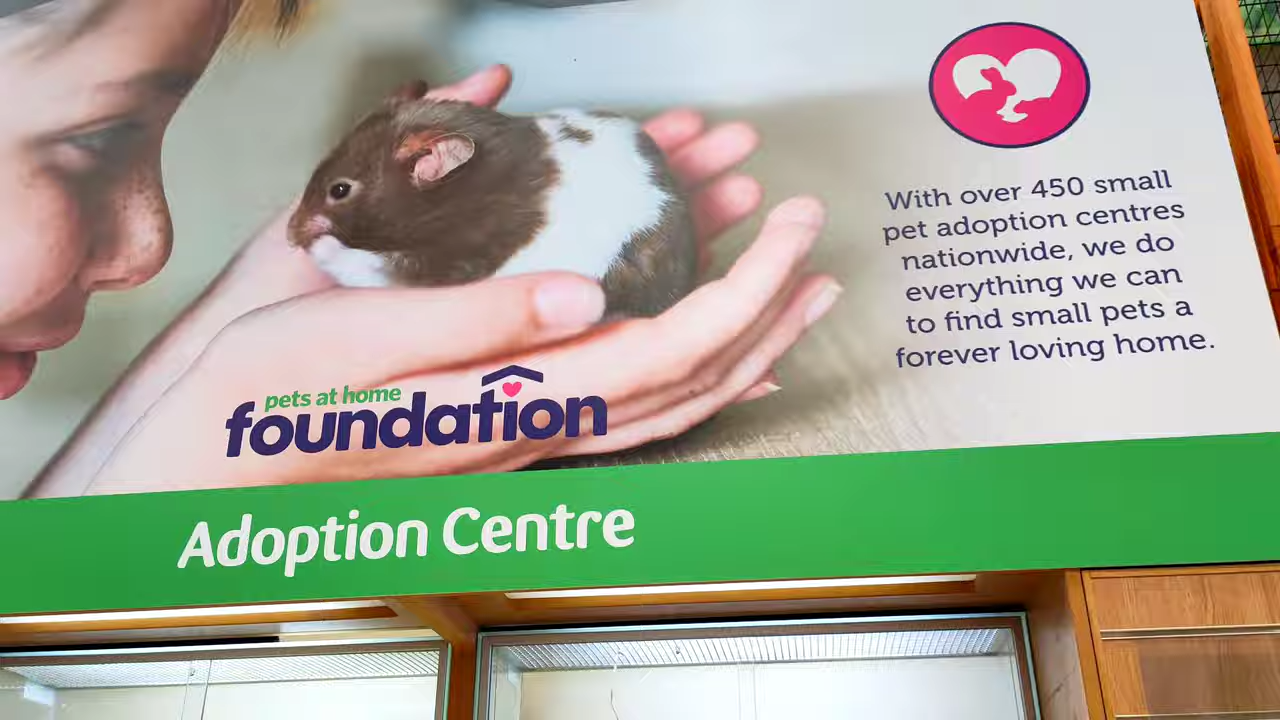 With over 450 small
pet adoption centres
nationwide, we do
everything we can
to find small pets a
forever loving home.
pets at home
foundation
Adoption Centre